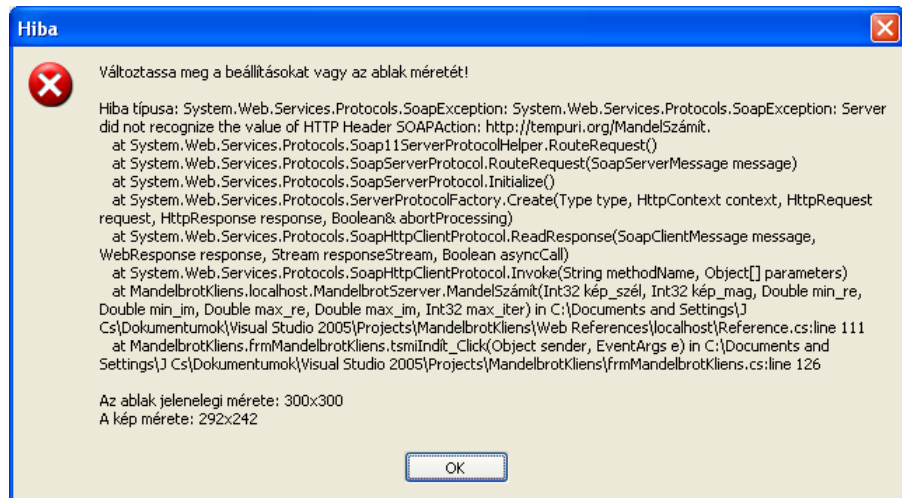 Hiba
Változtassa meg a beállításokat vagy az ablak méretét!
Hiba típusa: System.Web.Services.Protocols.SoapException: System.Web.Services.Protocols.SoapException: Server
did not recognize the value of HTTP Header SOAPAction: http://tempuri.org/MandelSzámít.
at System.Web.Services.Protocols.Soap11ServerProtocolHelper.RouteRequest()
at System.Web.Services.Protocols.SoapServerProtocol.RouteRequest(SoapServerMessage message)
at System.Web.Services.Protocols.SoapServerProtocol.Initialize()
at System.Web.Services.Protocols.ServerProtocolFactory.Create(Type type, HttpContext context, HttpRequest
request, HttpResponse response, Boolean& abortProcessing)
at System.Web.Services.Protocols.SoapHttpClientProtocol.ReadResponse(SoapClientMessage message,
WebResponse response, Stream responseStream, Boolean asyncCall)
at System.Web.Services.Protocols.SoapHttpClientProtocol.Invoke(String methodName, Object[] parameters)
at MandelbrotKliens.localhost.MandelbrotSzerver.MandelSzámít(Int32 kép_szél, Int32 kép_mag, Double min_re,
Double min_im, Double max_re, Double max_im, Int32 max_iter) in C:\Documents and Settings\J
Cs\Dokumentumok\Visual Studio 2005\Projects\MandelbrotKliens\Web References\localhost\Reference.cs:line 111
at MandelbrotKliens.frmMandelbrotKliens.tsmiIndít_Click(Object sender, EventArgs e) in C:\Documents and
Settings\J Cs\Dokumentumok\Visual Studio 2005\Projects\MandelbrotKliens\frmMandelbrotKliens.cs:line 126
Az ablak jelenelegi mérete: 300x300
A kép mérete: 292x242
OK